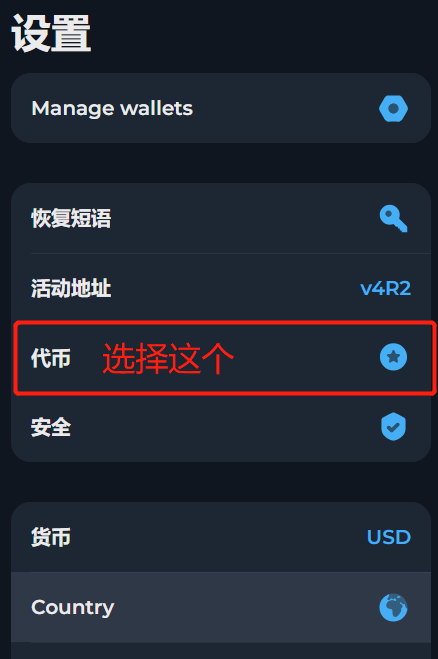 设置
Manage wallets
恢复短语
活动地址 v4R2
代币 选择这个
安全
货币 USD
Country